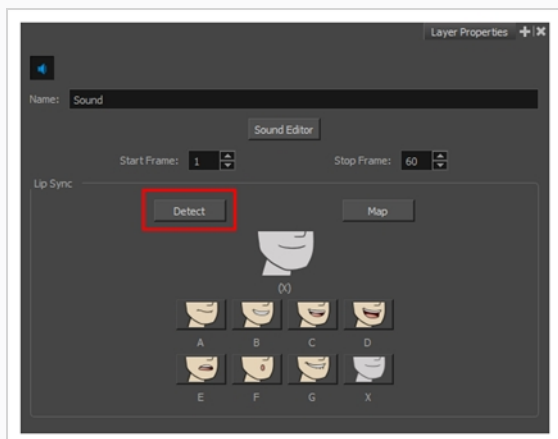 Layer Properties
Name: Sound
Sound Editor
Start Frame: 1 Stop Frame: 60
Lip Sync
Detect Map
(X)
A B C D
E F G X